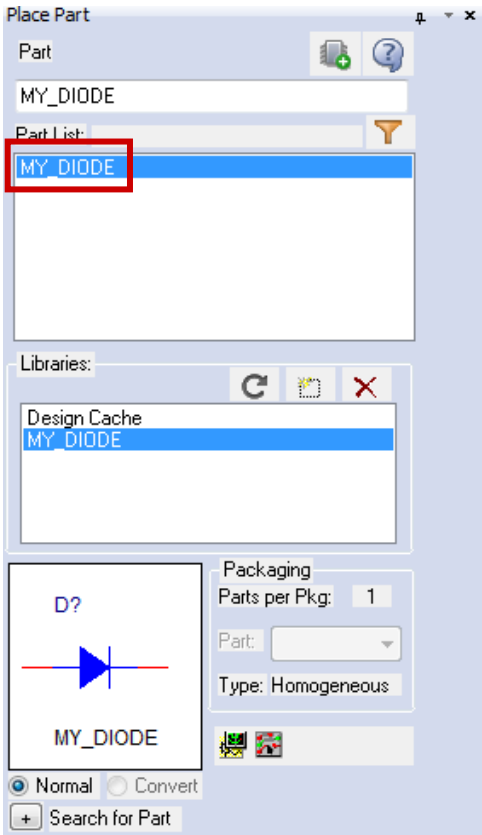 Place Part
Part
MY_DIODE
Part List:
MY_DIODE
Libraries:
Design Cache
MY_DIODE
D?
MY_DIODE
Packaging
Parts per Pkg: 1
Part:
Type: Homogeneous
Normal Convert
+ Search for Part